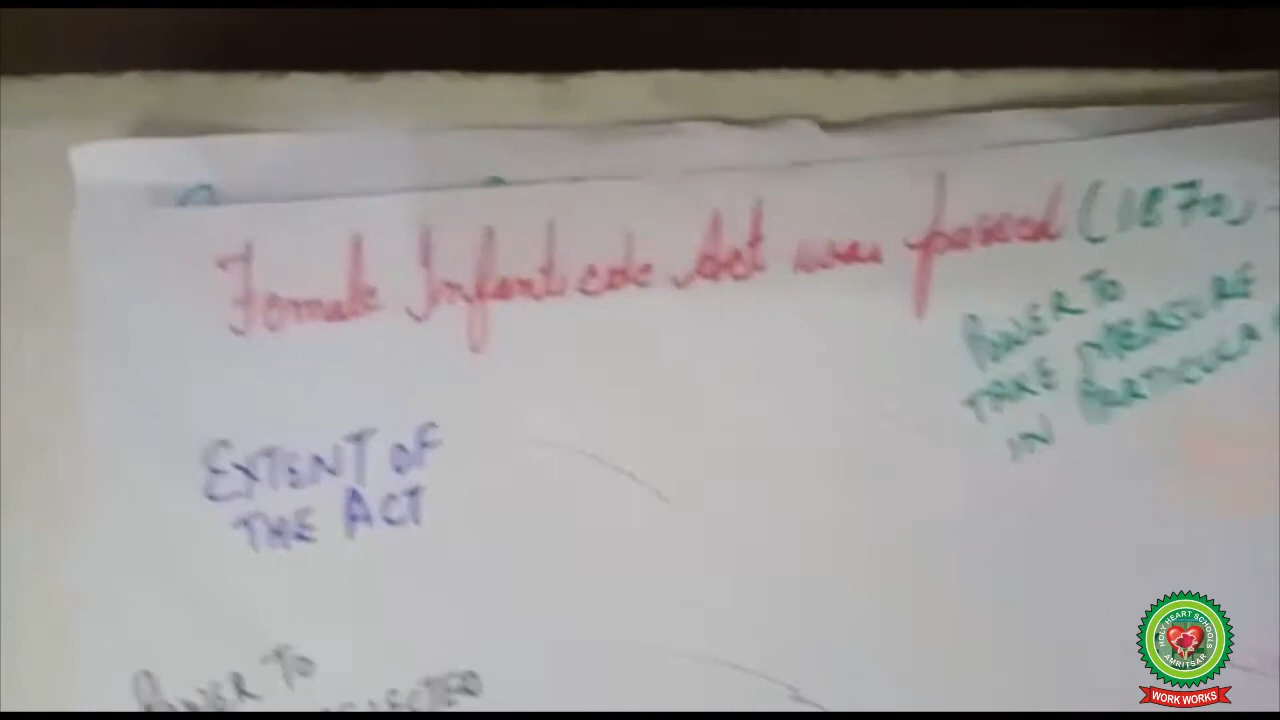 Female Infanticide Act was passed (1870)-
POWER TO
TAKE MEASURE
IN PARTICULA
EXTENT OF
THE ACT
POWER TO
HOLY HEART SCHOOLS
AMRITSAR
WORK WORKS